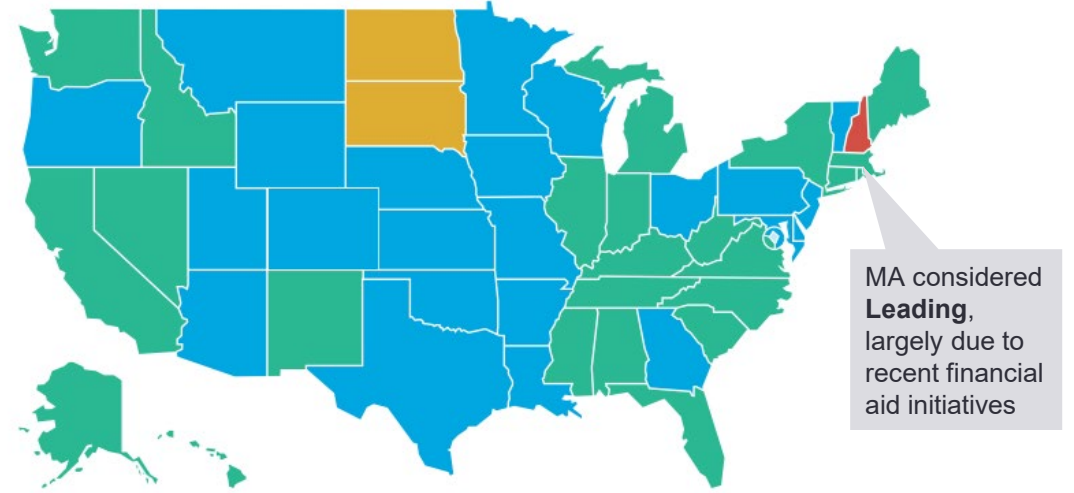 MA considered
Leading,
largely due to
recent financial
aid initiatives